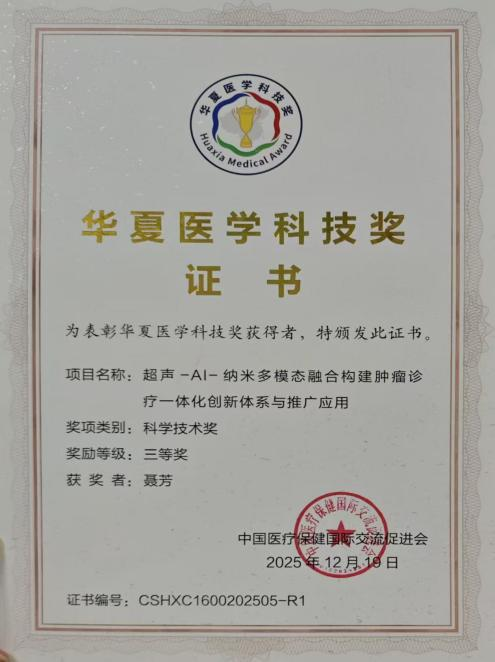 华夏医学科技奖
Huaxia Medical Award
华夏医学科技奖
证书
为表彰华夏医学科技奖获得者，特颁发此证书。
项目名称：超声-AI-纳米多模态融合构建肿瘤诊
疗一体化创新体系与推广应用
奖项类别：科学技术奖
奖励等级：三等奖
获奖者：聂芳
中国医疗保健国际交流促进会
2025年12月19日
证书编号：CSHXC1600202505-R1